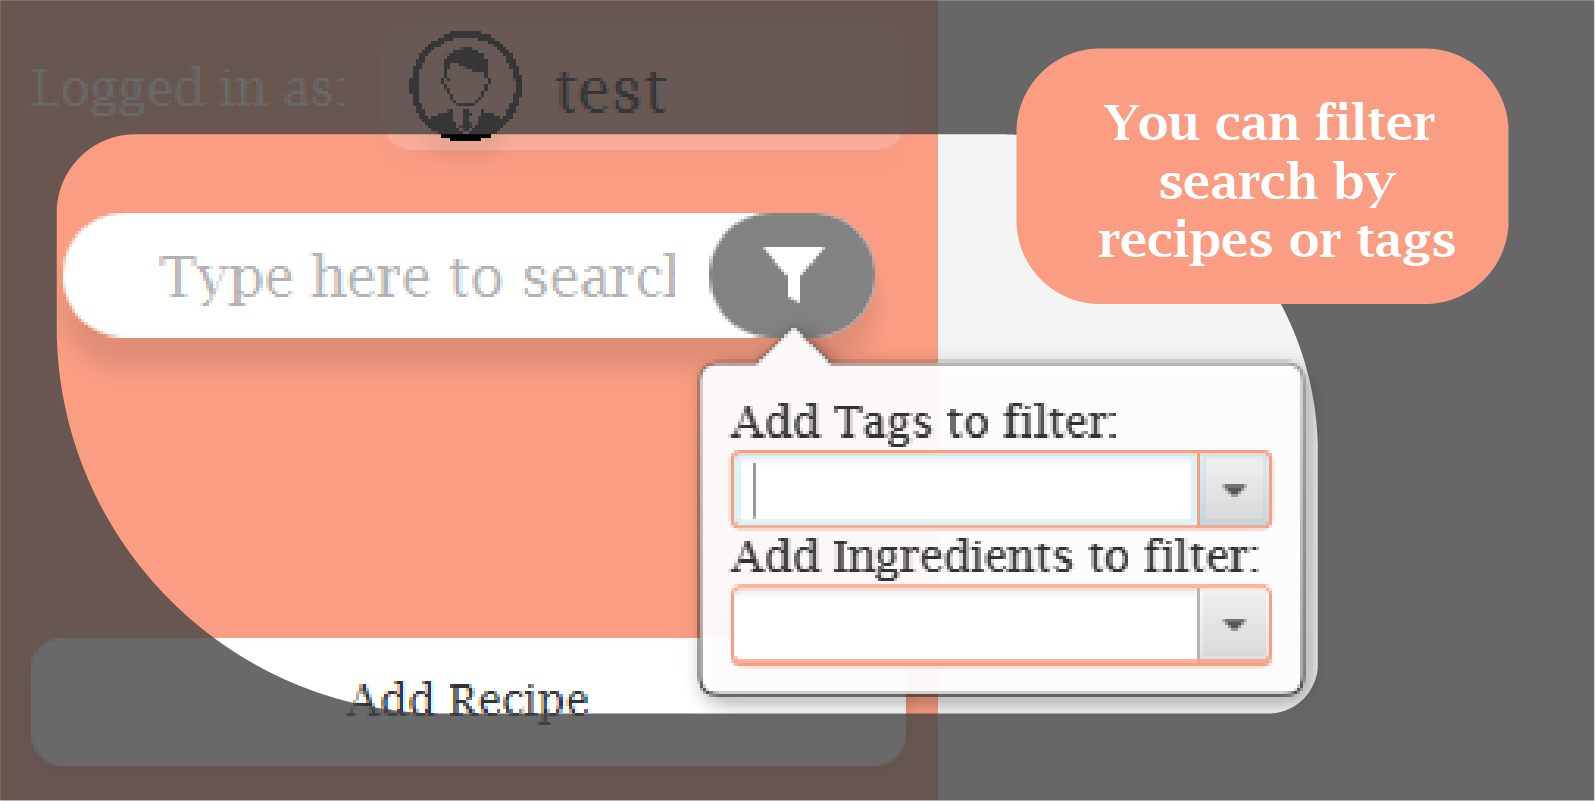 Logged in as:
test
You can filter
search by
recipes or tags
Type here to search
Add Tags to filter:
Add Ingredients to filter:
Add Recipe